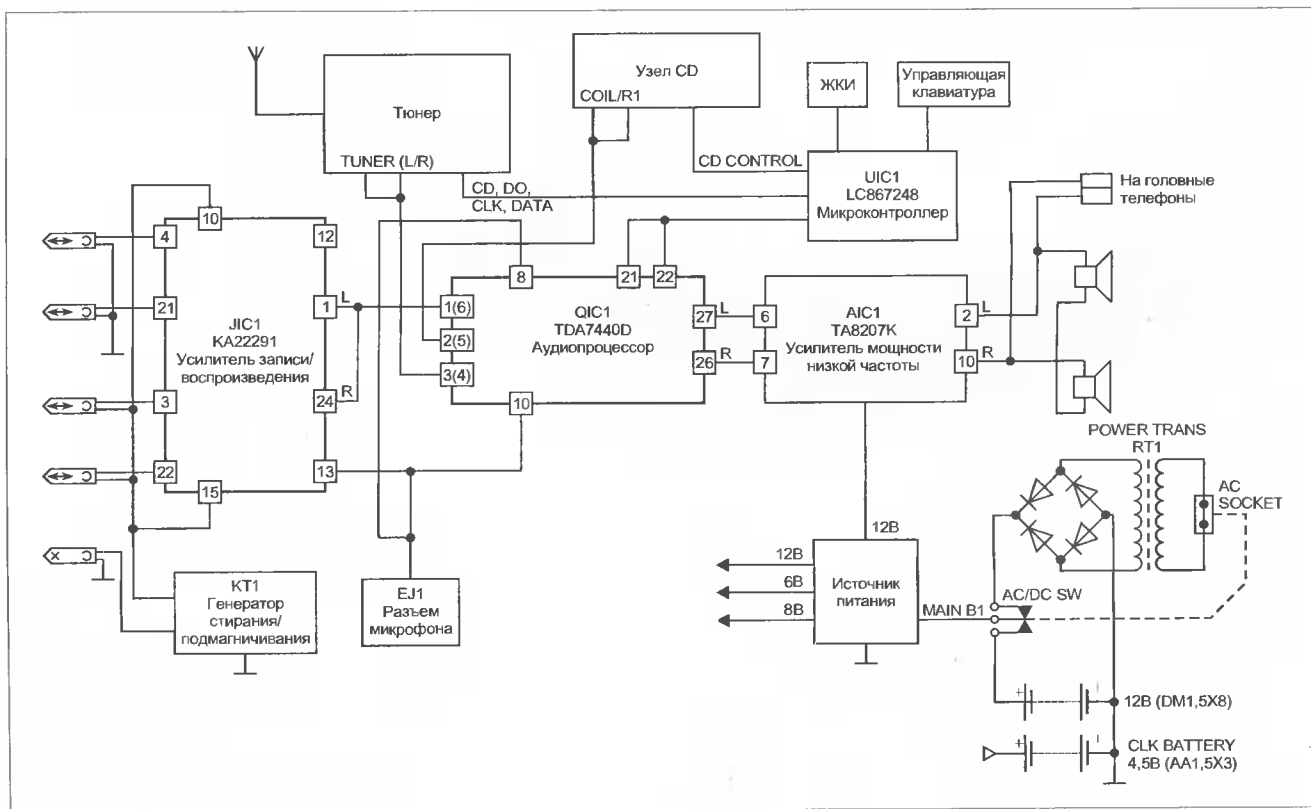 Тюнер
TUNER (L/R)
Узел CD
COIL/R1
ЖКИ
Управляющая
клавиатура
CD CONTROL
UIC1
LC867248
Микроконтроллер
CD, DO,
CLK, DATA
На головные
телефоны
10
4
12
21
1
L
JIC1
KA22291
Усилитель записи/
воспроизведения
3
24
R
22
13
15
8
21
22
1(6)
2(5)
3(4)
QIC1
TDA7440D
Аудиопроцессор
27
L
26
R
10
6
7
AIC1
TA8207K
Усилитель мощности
низкой частоты
2
L
10
R
C
C
C
C
X C
KT1
Генератор
стирания/
подмагничивания
EJ1
Разъем
микрофона
POWER TRANS
RT1
AC
SOCKET
12В
12В
6В
8В
Источник
питания
MAIN B1
AC/DC SW
+
12В (DM1,5X8)
+
CLK BATTERY
4,5В (AA1,5X3)